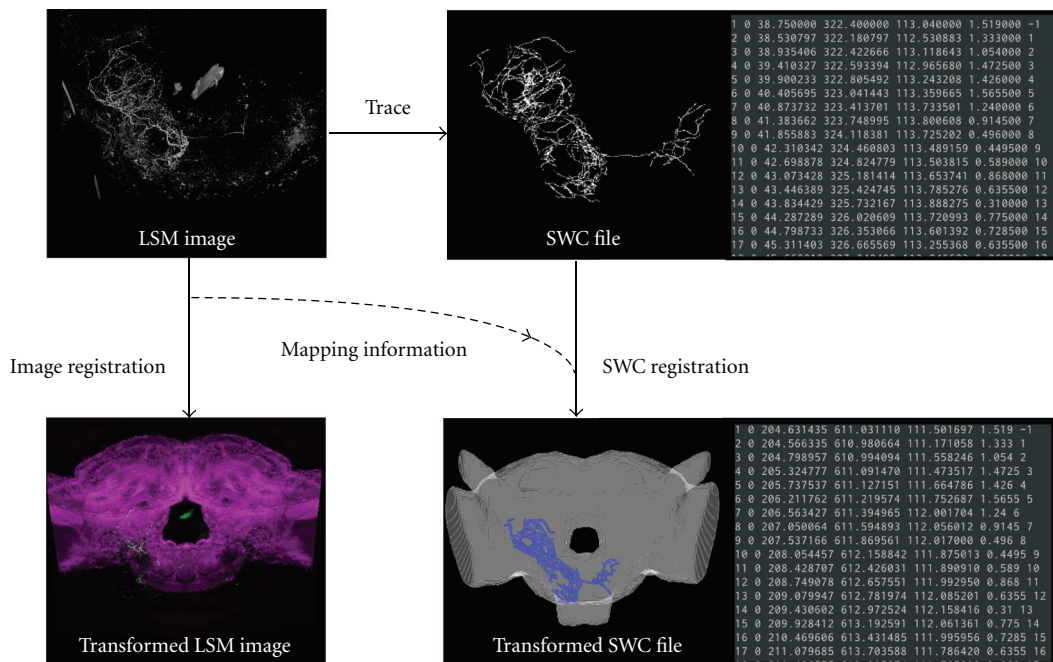 1 0 38.750000 322.400000 113.040000 1.519000 -1
2 0 38.530797 322.180797 112.530883 1.333000 1
3 0 38.935406 322.422666 113.118643 1.054000 2
4 0 39.410327 322.593394 112.965680 1.472500 3
5 0 39.900233 322.805492 113.243208 1.426000 4
6 0 40.405695 323.041443 113.359665 1.565500 5
7 0 40.873732 323.413701 113.733501 1.240000 6
8 0 41.383662 323.748995 113.800608 0.914500 7
9 0 41.855883 324.118381 113.725202 0.496000 8
10 0 42.310342 324.460803 113.489159 0.449500 9
11 0 42.698878 324.824779 113.503815 0.589000 10
12 0 43.073428 325.181414 113.653741 0.868000 11
13 0 43.446389 325.424745 113.785276 0.635500 12
14 0 43.834429 325.732167 113.888275 0.310000 13
15 0 44.287289 326.020609 113.720993 0.775000 14
16 0 44.798733 326.353066 113.601392 0.728500 15
17 0 45.311403 326.665569 113.255368 0.635500 16
Trace
LSM image
SWC file
Mapping information
Image registration
SWC registration
1 0 204.631435 611.031110 111.501697 1.519 -1
2 0 204.566335 610.980664 111.171058 1.333 1
3 0 204.798957 610.994094 111.558246 1.054 2
4 0 205.324777 611.091470 111.473517 1.4725 3
5 0 205.737537 611.127151 111.664786 1.426 4
6 0 206.211762 611.219574 111.752687 1.5655 5
7 0 206.563427 611.394965 112.001704 1.24 6
8 0 207.050064 611.594893 112.056012 0.9145 7
9 0 207.537166 611.869561 112.017000 0.496 8
10 0 208.054457 612.158842 111.875013 0.4495 9
11 0 208.428707 612.426031 111.890910 0.589 10
12 0 208.749078 612.657551 111.992950 0.868 11
13 0 209.079947 612.781974 112.085201 0.6355 12
14 0 209.430602 612.972524 112.158416 0.31 13
15 0 209.928412 613.192591 112.061361 0.775 14
16 0 210.469606 613.431485 111.995956 0.7285 15
17 0 211.079685 613.703588 111.786420 0.6355 16
Transformed LSM image
Transformed SWC file